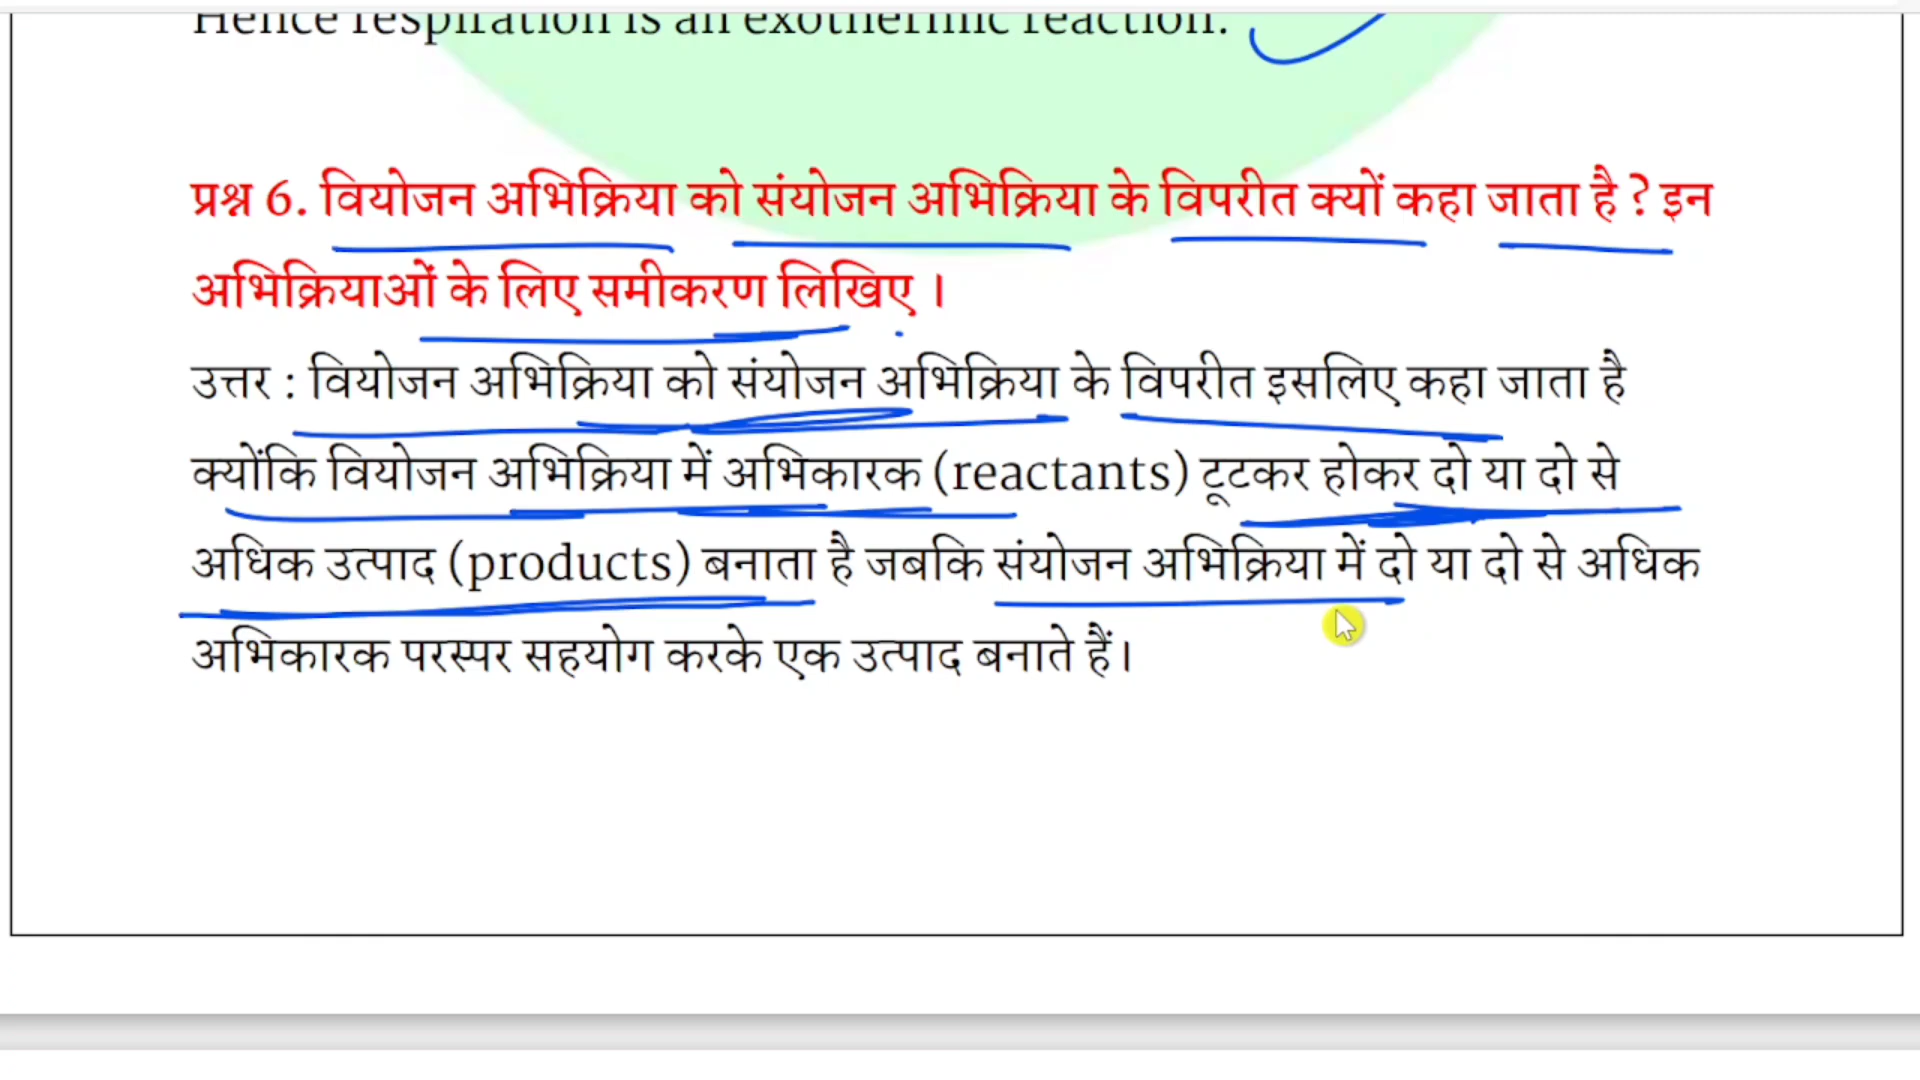 Hence respiration is an exothermic reaction.
प्रश्न 6. वियोजन अभिक्रिया को संयोजन अभिक्रिया के विपरीत क्यों कहा जाता है ? इन
अभिक्रियाओं के लिए समीकरण लिखिए ।
उत्तर : वियोजन अभिक्रिया को संयोजन अभिक्रिया के विपरीत इसलिए कहा जाता है
क्योंकि वियोजन अभिक्रिया में अभिकारक (reactants) टूटकर होकर दो या दो से
अधिक उत्पाद (products) बनाता है जबकि संयोजन अभिक्रिया में दो या दो से अधिक
अभिकारक परस्पर सहयोग करके एक उत्पाद बनाते हैं।